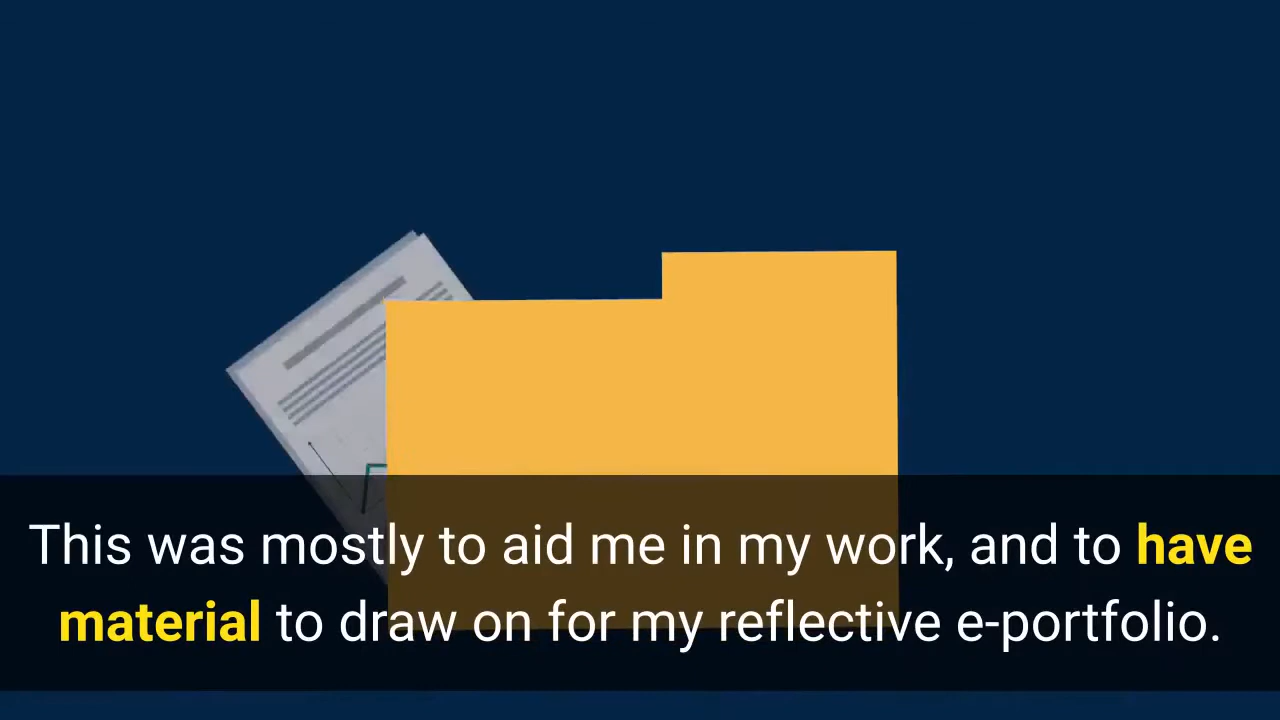 This was mostly to aid me in my work, and to have
material to draw on for my reflective e-portfolio.